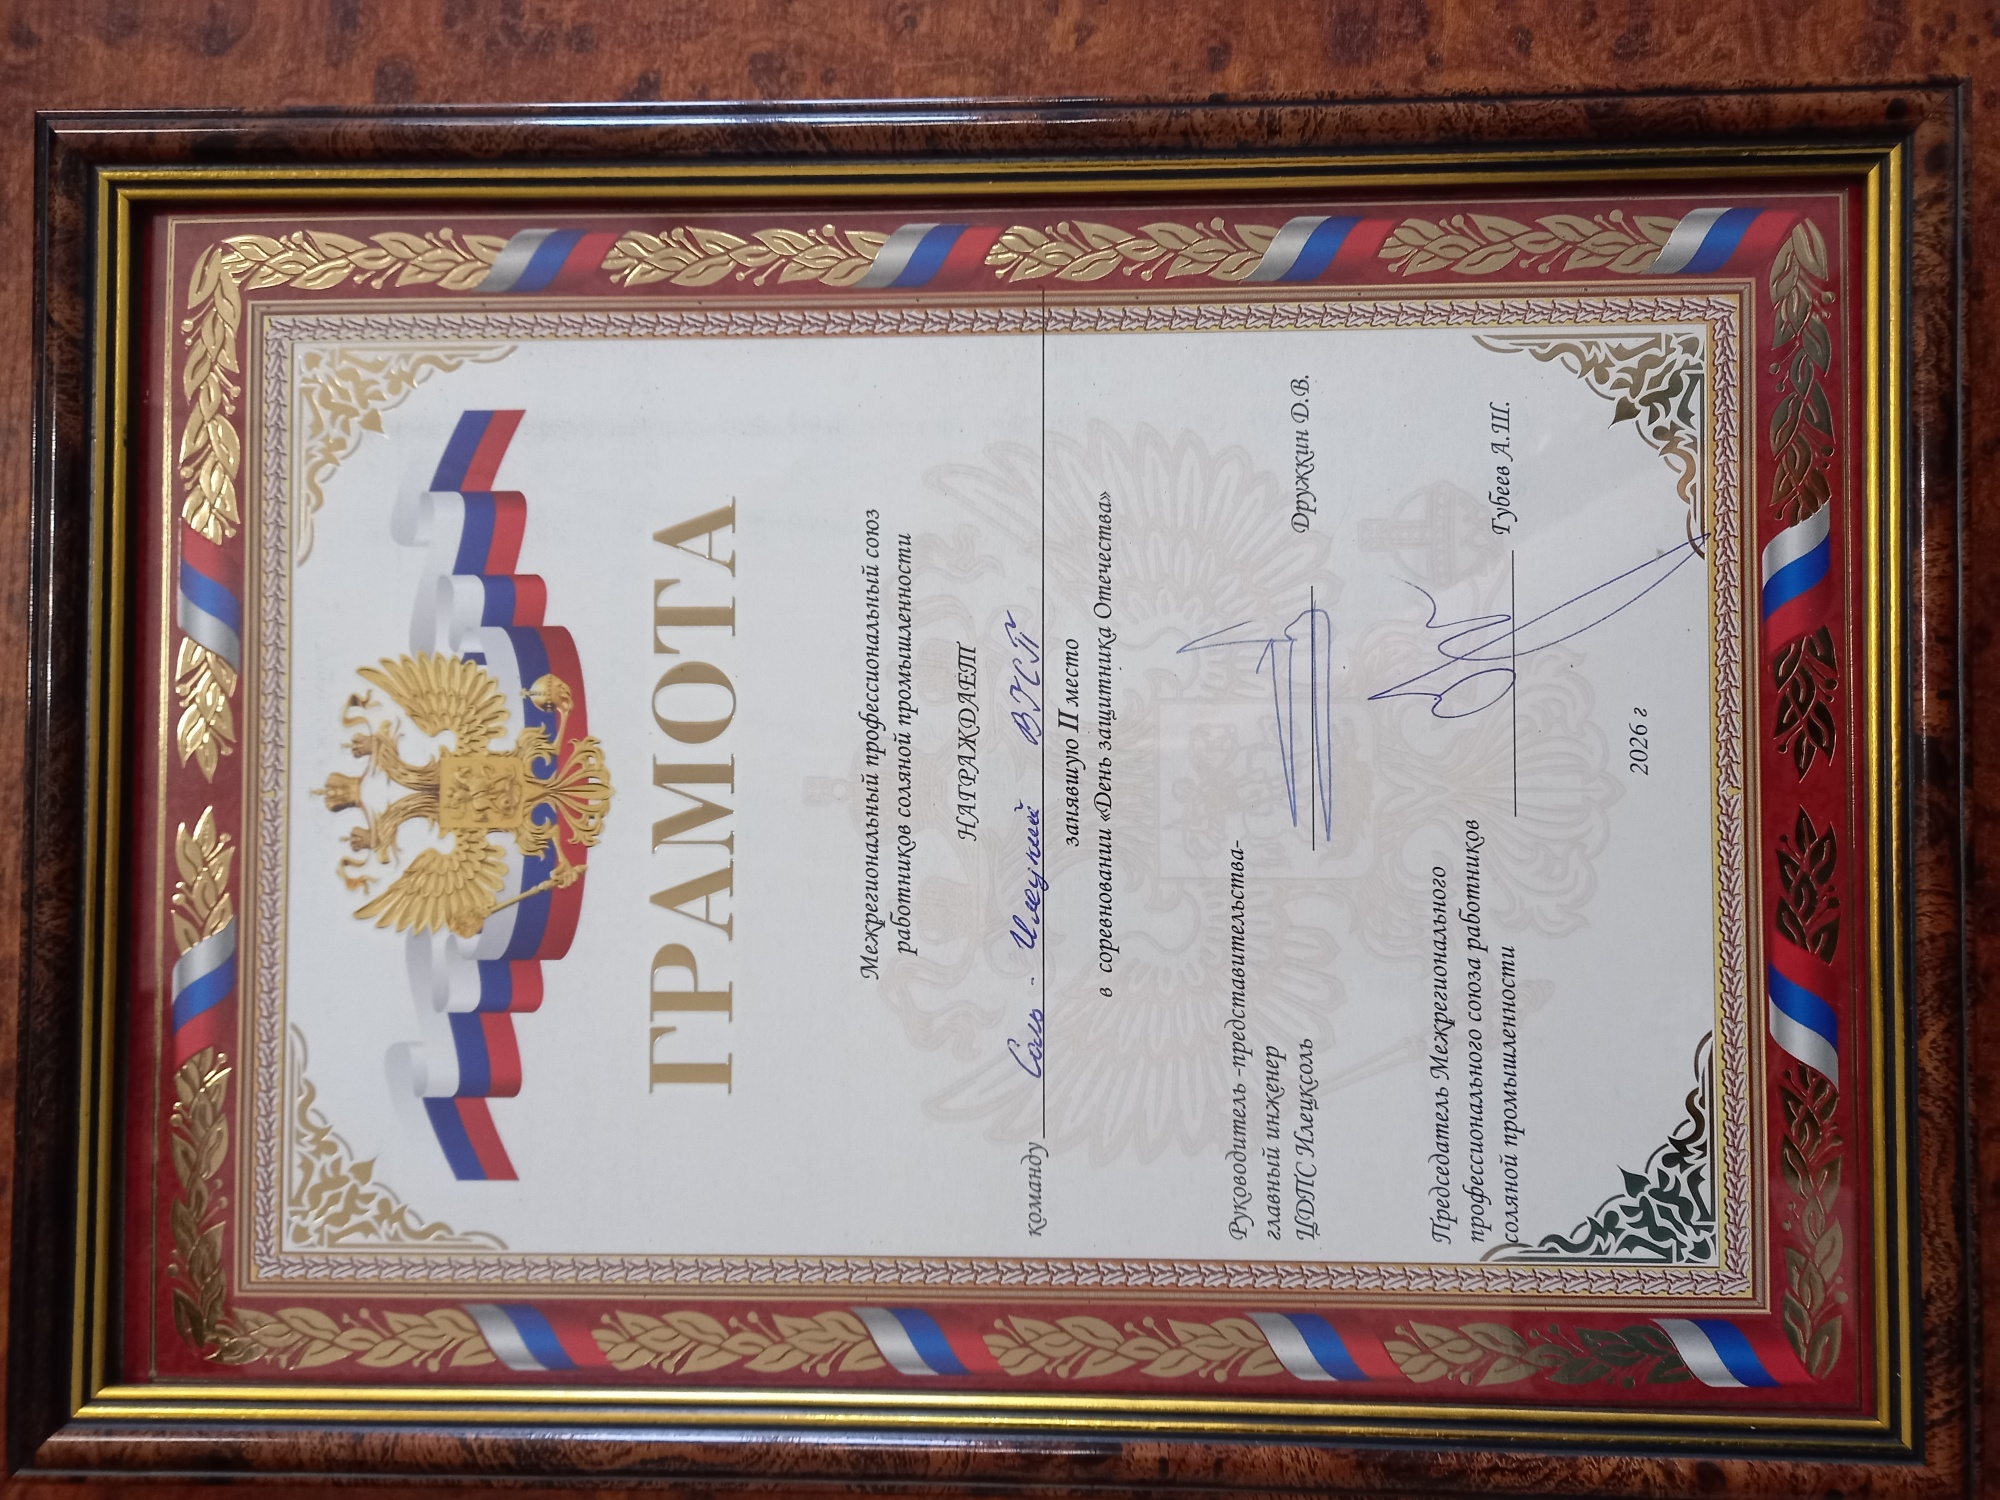 ГРАМОТА
Межрегиональный профессиональный союз
работников соляной промышленности
НАГРАЖДАЕТ
команду Соль - Илецкий ВГСП
занявшую II место
в соревновании «День защитника Отечества»
Руководитель -представительства-
главный инженер
ЦДПС Илецксоль Дружкин D.В.
Председатель Межрегионального
профессионального союза работников
соляной промышленности Губеев А.Ш.
2026 г